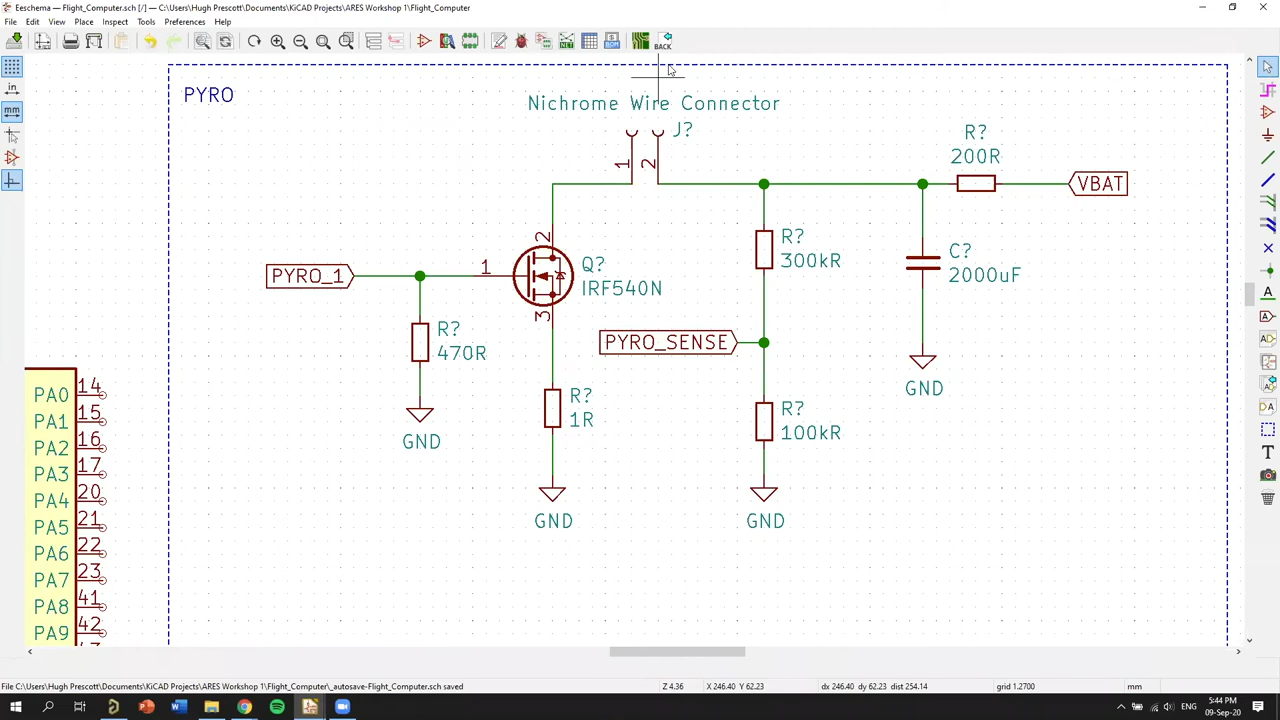 Eeschema — Flight_Computer.sch [/] — C:\Users\Hugh Prescott\Documents\KiCAD Projects\ARES Workshop 1\Flight_Computer
File Edit View Place Inspect Tools Preferences
BACK
PYRO
Nichrome Wire Connector
J?
1 2
R?
200R
VBAT
PYRO_1
1
2
3
Q?
IRF540N
R?
300kR
C?
2000uF
PYRO_SENSE
R?
470R
GND
R?
1R
GND
R?
100kR
GND
GND
PA0 14
PA1 15
PA2 16
PA3 17
PA4 20
PA5 21
PA6 22
PA7 23
PA8 41
PA9 42
in
mm
File C:\Users\Hugh Prescott\Documents\KiCAD Projects\ARES Workshop 1\Flight_Computer\_autosave-Flight_Computer.sch saved
Z 4.36
X 246.40 Y 62.23
dx 246.40 dy 62.23 dist 254.14
grid 1.2700
mm
ENG
5:44 PM
09-Sep-20